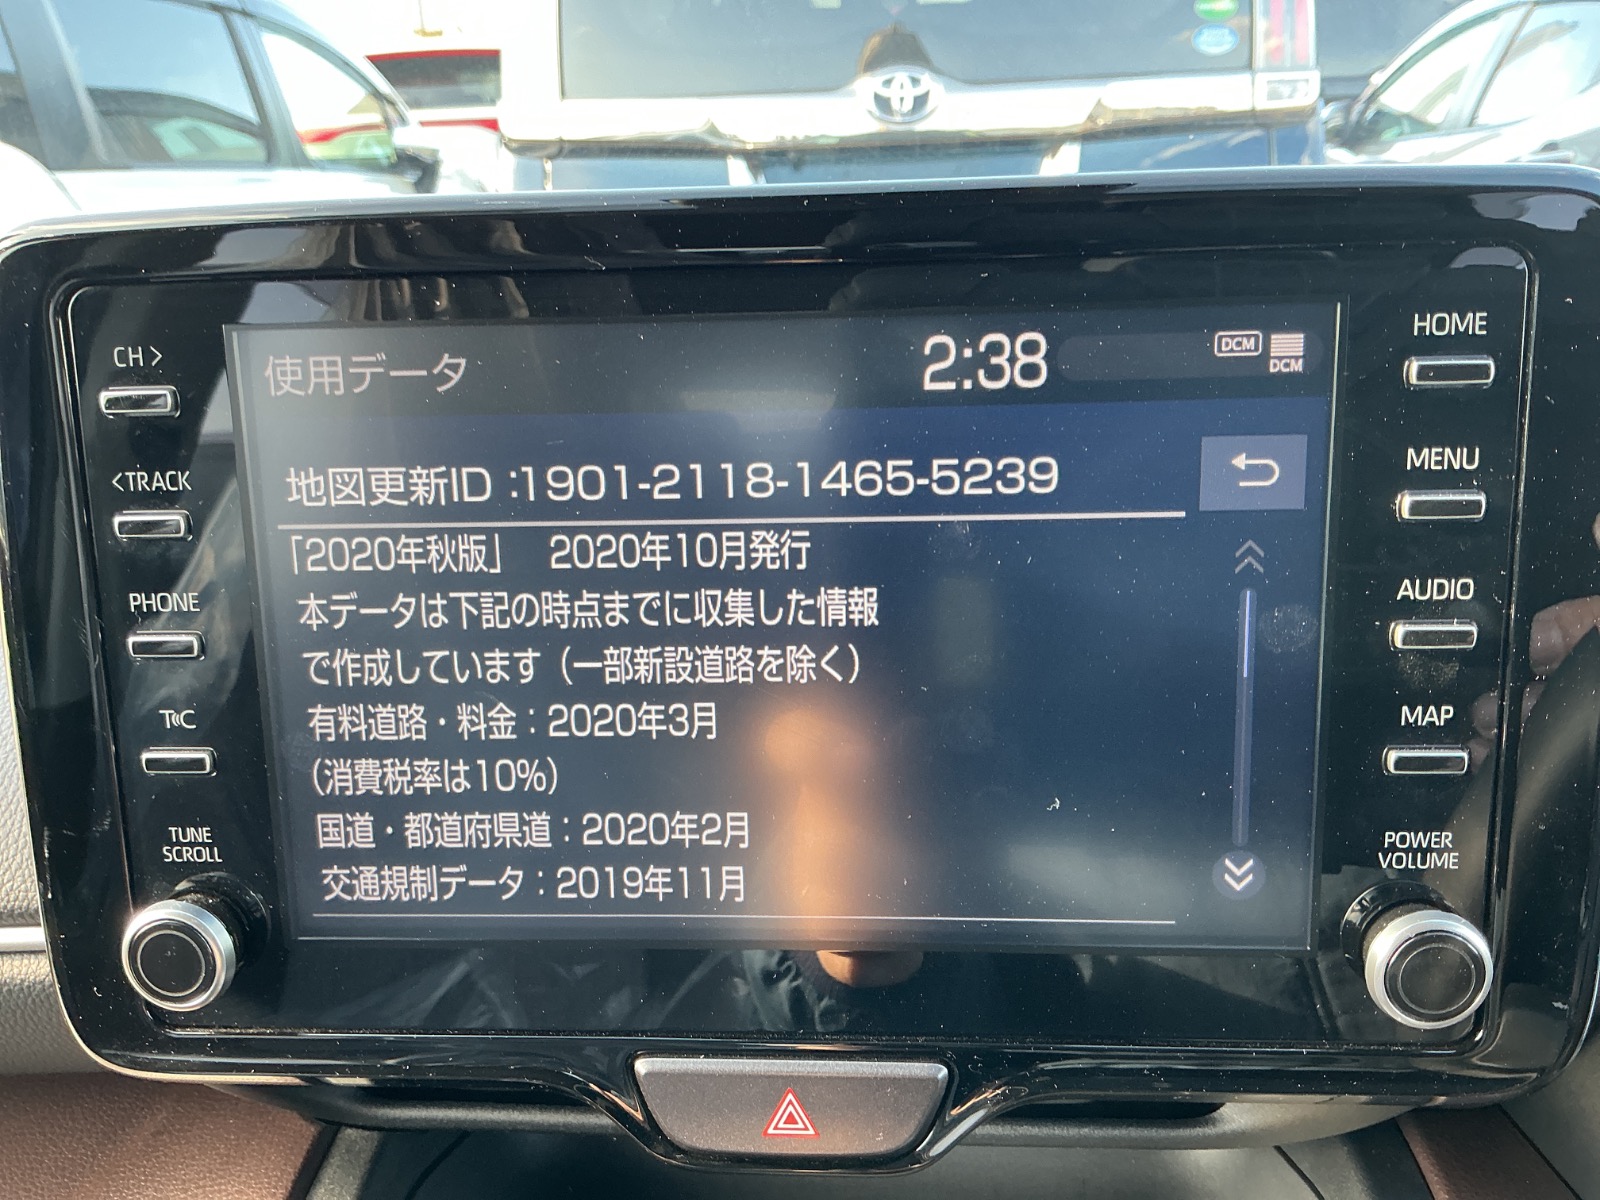 使用データ
2:38
DCM
DCM
地図更新ID:1901-2118-1465-5239
「2020年秋版」 2020年10月発行
本データは下記の時点までに収集した情報
で作成しています（一部新設道路を除く）
有料道路・料金：2020年3月
（消費税率は10%）
国道・都道府県道：2020年2月
交通規制データ：2019年11月
CH >
< TRACK
PHONE
TUNE
SCROLL
HOME
MENU
AUDIO
MAP
POWER
VOLUME